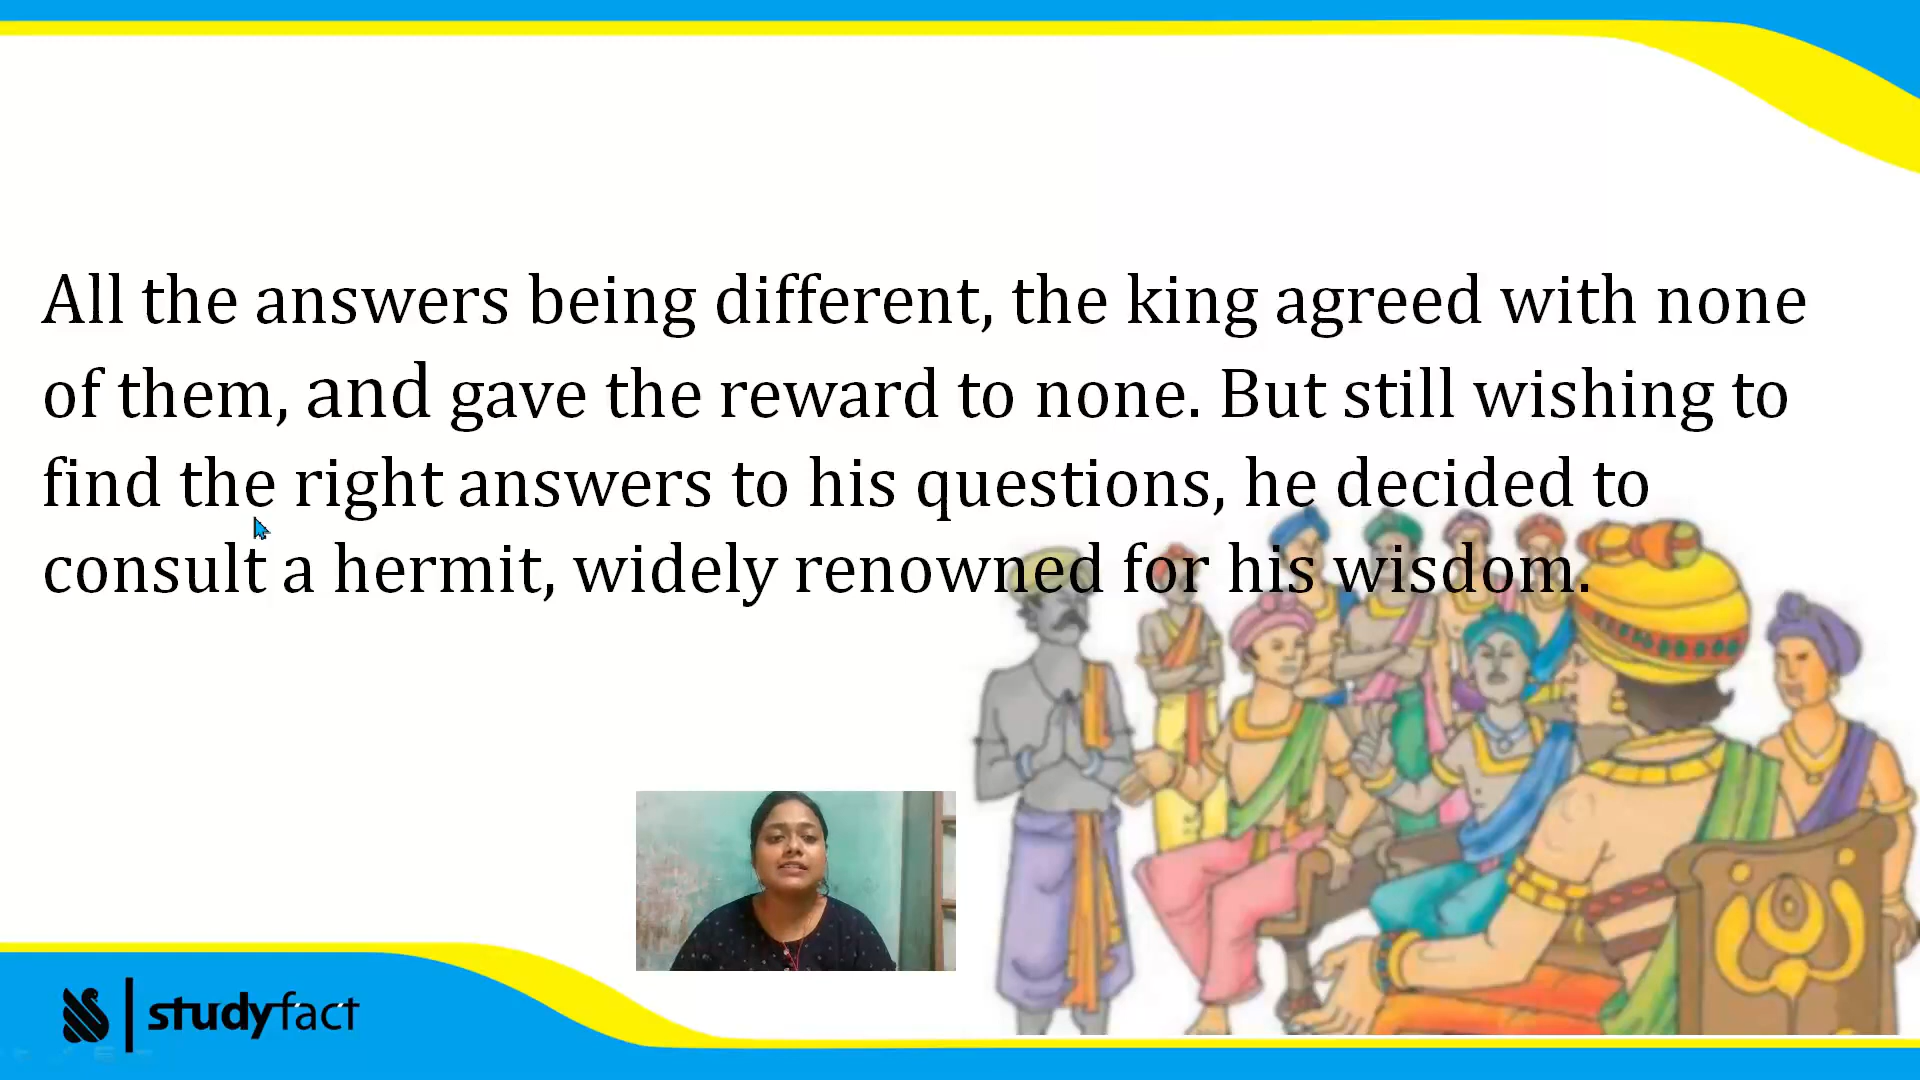 All the answers being different, the king agreed with none
of them, and gave the reward to none. But still wishing to
find the right answers to his questions, he decided to
consult a hermit, widely renowned for his wisdom.
studyfact